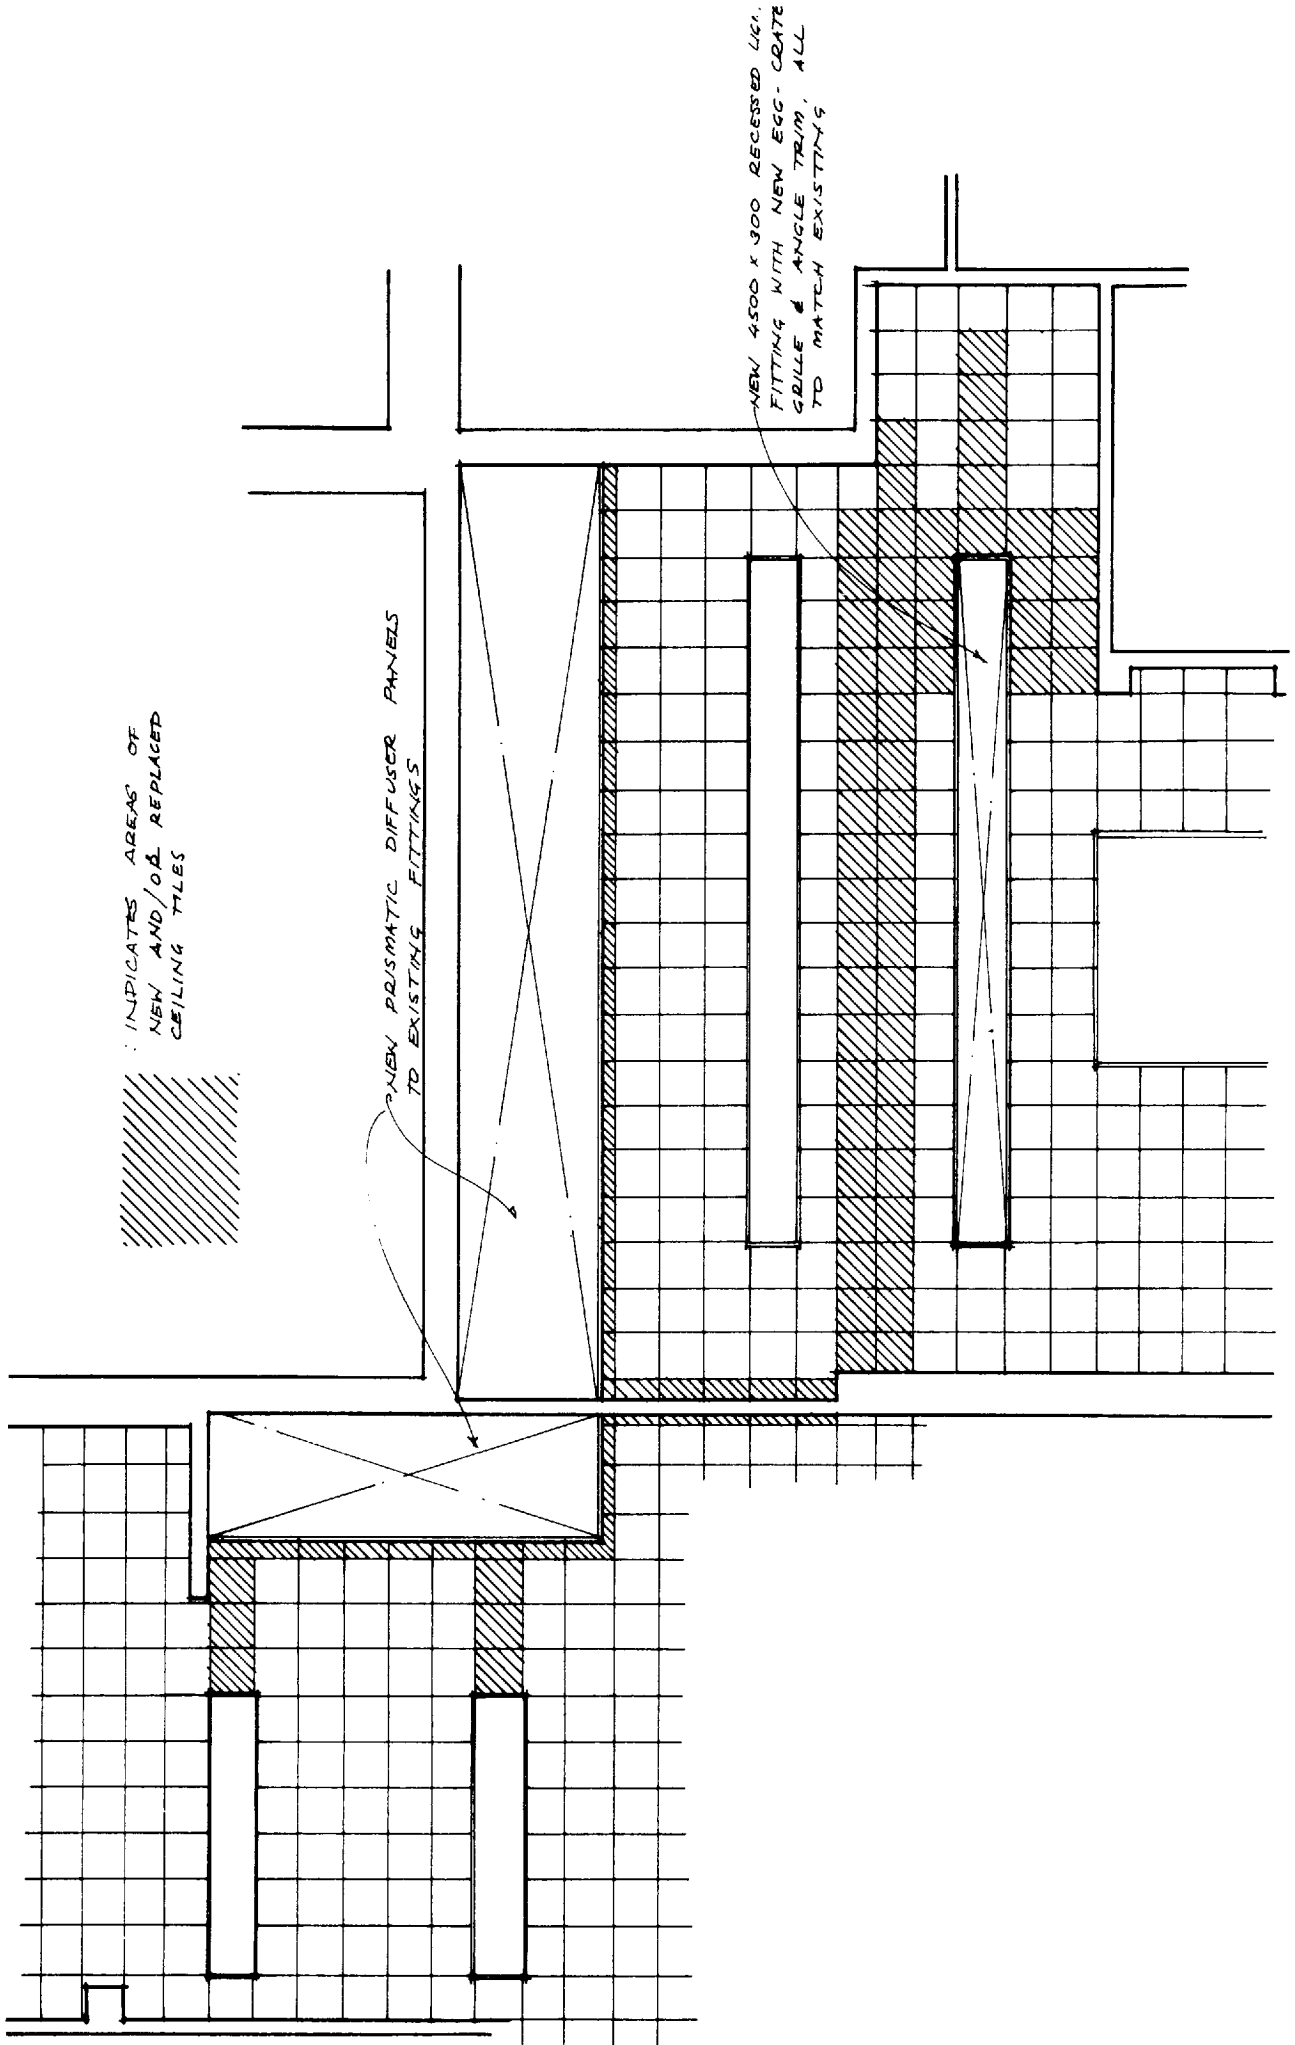 : INDICATES AREAS OF
NEW AND/OR REPLACED
CEILING TILES
NEW PRISMATIC DIFFUSER PANELS
TO EXISTING FITTINGS
NEW 4500 X 300 RECESSED
FITTING WITH NEW EGG-CRATE
GRILLE & ANGLE TRIM, ALL
TO MATCH EXISTING